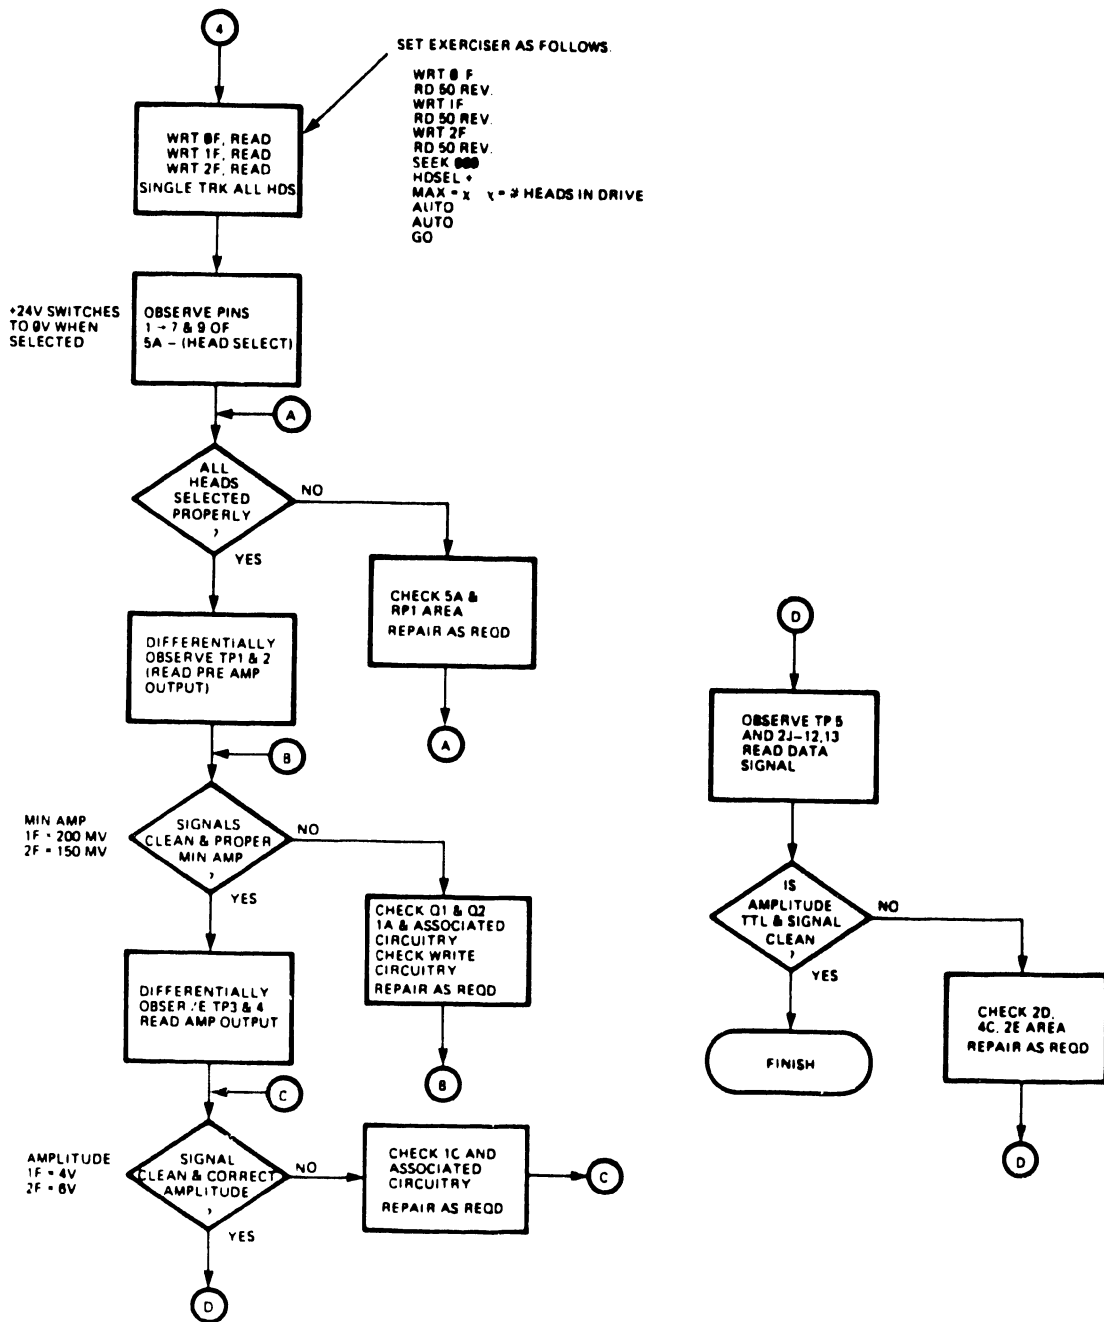 4
SET EXERCISER AS FOLLOWS.
WRT 0 F
RD 50 REV.
WRT 1F
RD 50 REV.
WRT 2F
RD 50 REV.
SEEK
HDSEL +
MAX = x x = # HEADS IN DRIVE
AUTO
AUTO
GO
WRT 0F, READ
WRT 1F, READ
WRT 2F, READ
SINGLE TRK ALL HDS
+24V SWITCHES
TO 0V WHEN
SELECTED
OBSERVE PINS
1 → 7 & 9 OF
5A – (HEAD SELECT)
A
ALL
HEADS
SELECTED
PROPERLY
?
NO
YES
CHECK 5A &
RP1 AREA
REPAIR AS REQD
A
DIFFERENTIALLY
OBSERVE TP1 & 2
(READ PRE AMP
OUTPUT)
B
MIN AMP
1F = 200 MV
2F = 150 MV
SIGNALS
CLEAN & PROPER
MIN AMP
?
NO
YES
CHECK Q1 & Q2
1A & ASSOCIATED
CIRCUITRY
CHECK WRITE
CIRCUITRY
REPAIR AS REQD
B
DIFFERENTIALLY
OBSERVE TP3 & 4
READ AMP OUTPUT
C
AMPLITUDE
1F = 4V
2F = 6V
SIGNAL
CLEAN & CORRECT
AMPLITUDE
?
NO
YES
CHECK 1C AND
ASSOCIATED
CIRCUITRY
REPAIR AS REQD
C
D
D
OBSERVE TP 5
AND 2J–12,13
READ DATA
SIGNAL
IS
AMPLITUDE
TTL & SIGNAL
CLEAN
?
NO
YES
FINISH
CHECK 2D,
4C, 2E AREA
REPAIR AS REQD
D